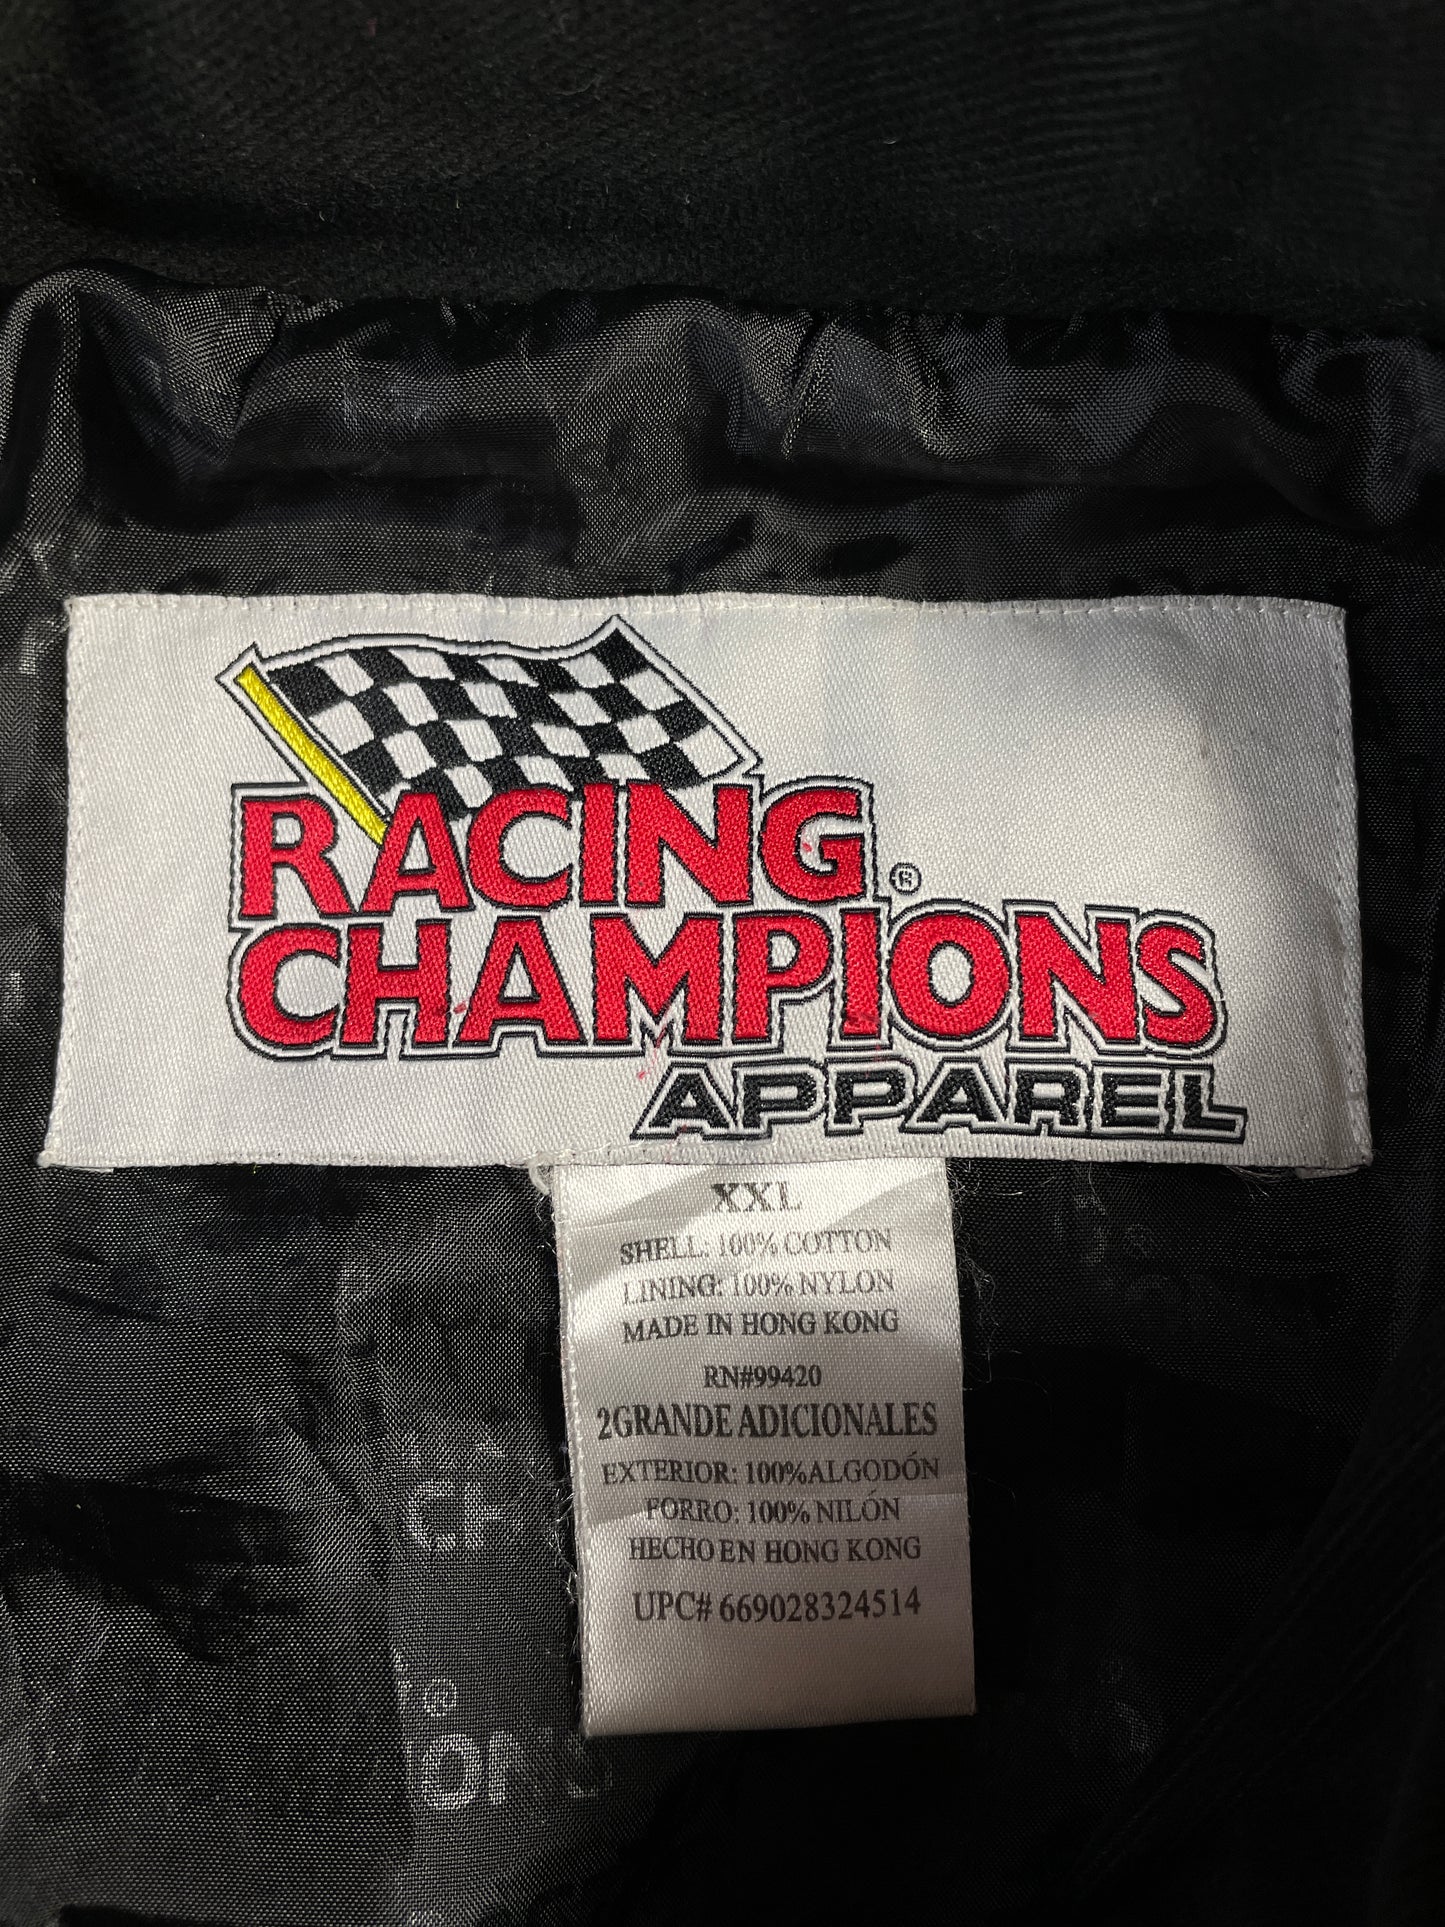 RACING®
CHAMPIONS
APPAREL
XXL
SHELL: 100% COTTON
LINING: 100% NYLON
MADE IN HONG KONG
RN#99420
2GRANDE ADICIONALES
EXTERIOR: 100%ALGODÓN
FORRO: 100% NILÓN
HECHO EN HONG KONG
UPC# 669028324514